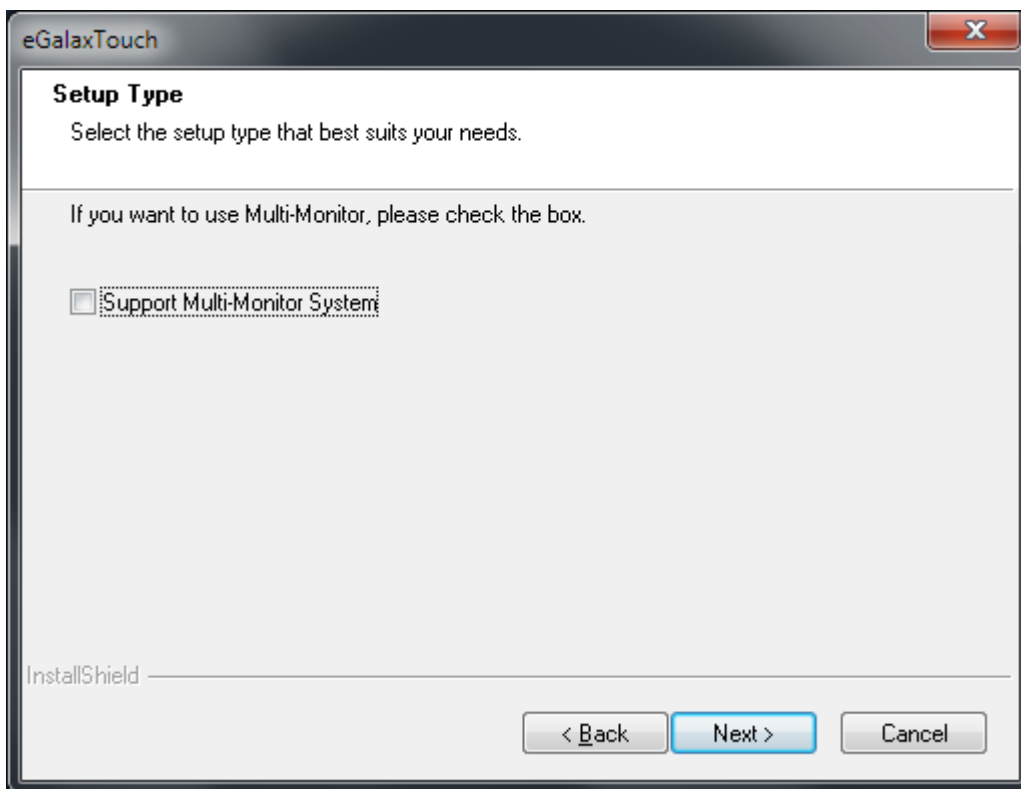 eGalaxTouch
Setup Type
Select the setup type that best suits your needs.
If you want to use Multi-Monitor, please check the box.
Support Multi-Monitor System
InstallShield
< Back
Next >
Cancel